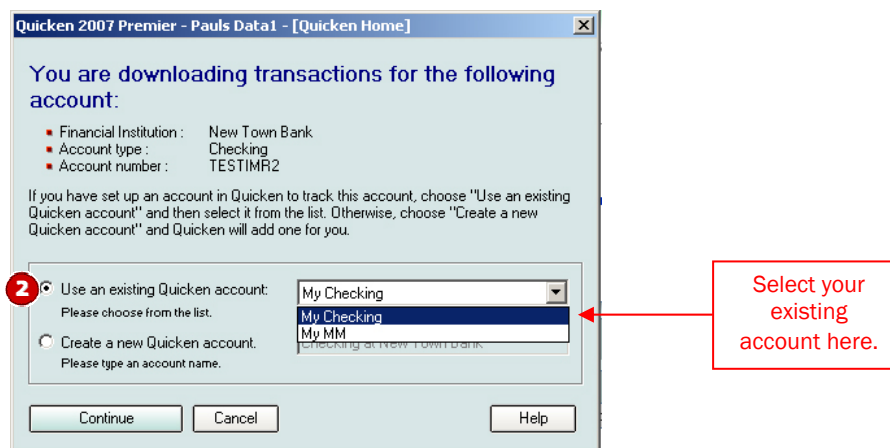 Quicken 2007 Premier - Pauls Data1 - [Quicken Home]
You are downloading transactions for the following
account:
Financial Institution : New Town Bank
Account type : Checking
Account number : TESTIMR2
If you have set up an account in Quicken to track this account, choose "Use an existing
Quicken account" and then select it from the list. Otherwise, choose "Create a new
Quicken account" and Quicken will add one for you.
2 Use an existing Quicken account: My Checking
Please choose from the list. My Checking
My MM
Create a new Quicken account. Checking at New Town Bank
Please type an account name.
Continue Cancel Help
Select your
existing
account here.